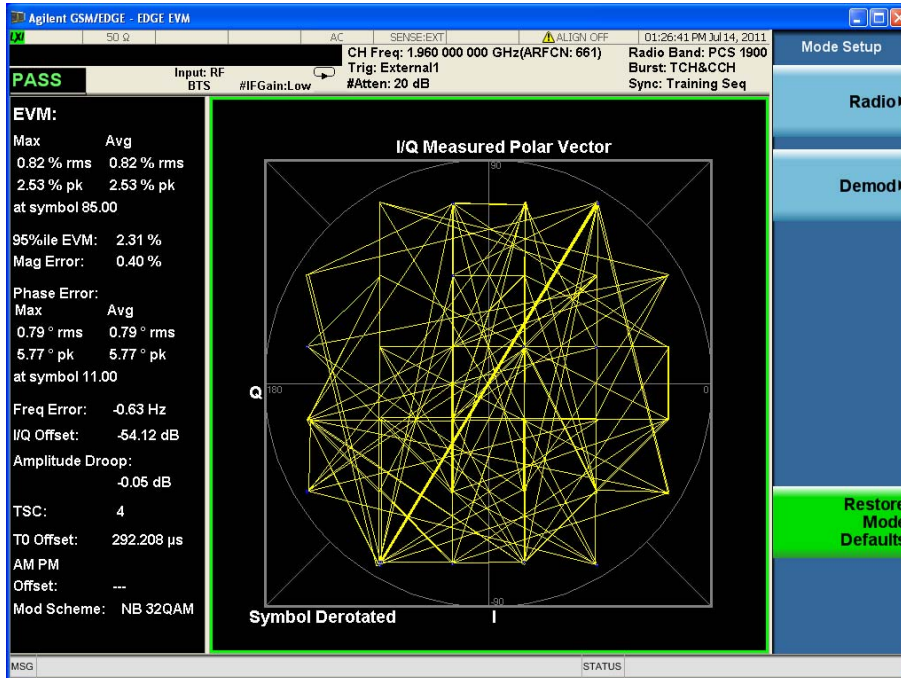 Agilent GSM/EDGE - EDGE EVM
LXI 50 Ω AC SENSE:EXT ALIGN OFF 01:26:41 PM Jul 14, 2011
CH Freq: 1.960 000 000 GHz(ARFCN: 661) Radio Band: PCS 1900
Trig: External1 Burst: TCH&CCH
PASS Input: RF
BTS #IFGain:Low #Atten: 20 dB Sync: Training Seq
Mode Setup
Radio
Demod
Restore
Mode
Defaults
EVM:
Max Avg
0.82 % rms 0.82 % rms
2.53 % pk 2.53 % pk
at symbol 85.00
95%ile EVM: 2.31 %
Mag Error: 0.40 %
Phase Error:
Max Avg
0.79 ° rms 0.79 ° rms
5.77 ° pk 5.77 ° pk
at symbol 11.00
Freq Error: -0.63 Hz
I/Q Offset: -54.12 dB
Amplitude Droop:
-0.05 dB
TSC: 4
T0 Offset: 292.208 µs
AM PM
Offset: ---
Mod Scheme: NB 32QAM
I/Q Measured Polar Vector
90
Q 180 0
-90
Symbol Derotated I
MSG STATUS